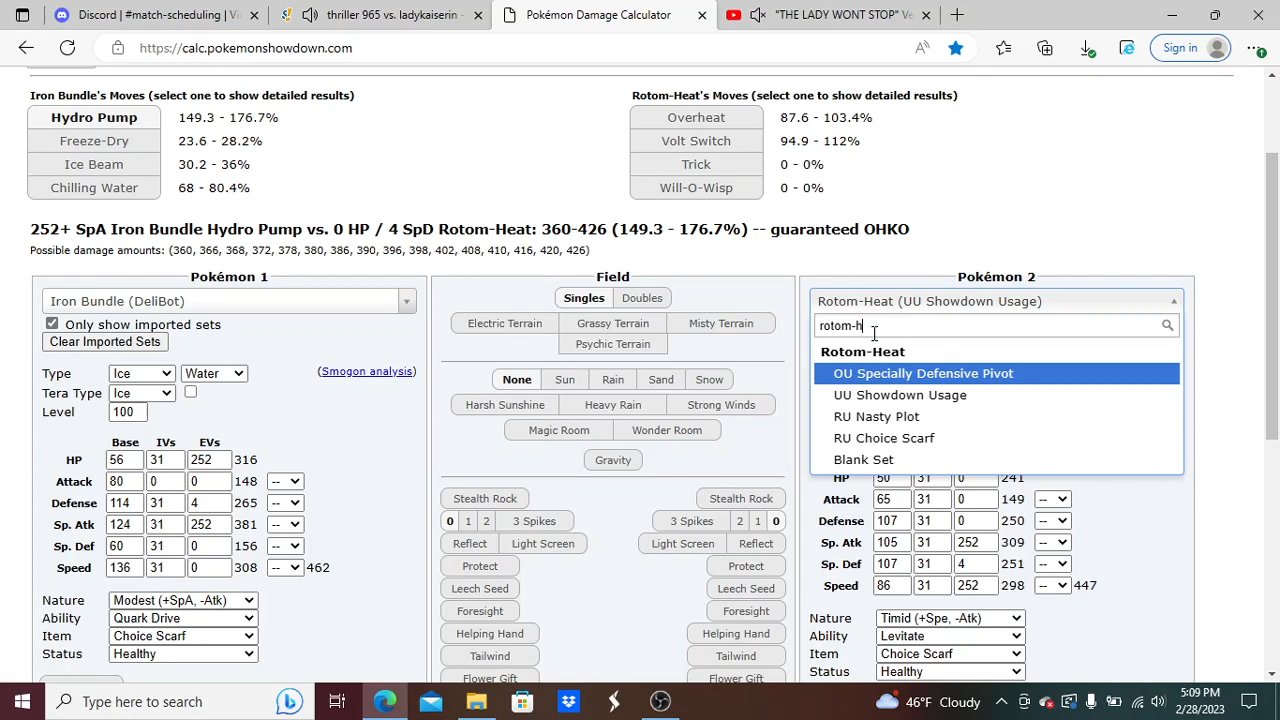 Discord | #match-scheduling | Vi
thriller 965 vs. ladykaiserin -
Pokémon Damage Calculator
"THE LADY WONT STOP" Ve
https://calc.pokemonshowdown.com
Sign in
Iron Bundle's Moves (select one to show detailed results)
Hydro Pump 149.3 - 176.7%
Freeze-Dry 23.6 - 28.2%
Ice Beam 30.2 - 36%
Chilling Water 68 - 80.4%
Rotom-Heat's Moves (select one to show detailed results)
Overheat 87.6 - 103.4%
Volt Switch 94.9 - 112%
Trick 0 - 0%
Will-O-Wisp 0 - 0%
252+ SpA Iron Bundle Hydro Pump vs. 0 HP / 4 SpD Rotom-Heat: 360-426 (149.3 - 176.7%) -- guaranteed OHKO
Possible damage amounts: (360, 366, 368, 372, 378, 380, 386, 390, 396, 398, 402, 408, 410, 416, 420, 426)
Pokémon 1
Iron Bundle (DeliBot)
Only show imported sets
Clear Imported Sets
Type Ice Water (Smogon analysis)
Tera Type Ice
Level 100
Base IVs EVs
HP 56 31 252 316
Attack 80 0 0 148 --
Defense 114 31 4 265 --
Sp. Atk 124 31 252 381 --
Sp. Def 60 31 0 156 --
Speed 136 31 0 308 -- 462
Nature Modest (+SpA, -Atk)
Ability Quark Drive
Item Choice Scarf
Status Healthy
Field
Singles Doubles
Electric Terrain Grassy Terrain Misty Terrain
Psychic Terrain
None Sun Rain Sand Snow
Harsh Sunshine Heavy Rain Strong Winds
Magic Room Wonder Room
Gravity
Stealth Rock Stealth Rock
0 1 2 3 Spikes 3 Spikes 2 1 0
Reflect Light Screen Light Screen Reflect
Protect Protect
Leech Seed Leech Seed
Foresight Foresight
Helping Hand Helping Hand
Tailwind Tailwind
Flower Gift Flower Gift
Pokémon 2
Rotom-Heat (UU Showdown Usage)
rotom-h
Rotom-Heat
OU Specially Defensive Pivot
UU Showdown Usage
RU Nasty Plot
RU Choice Scarf
Blank Set
HP 50 31 0 241
Attack 65 31 0 149 --
Defense 107 31 0 250 --
Sp. Atk 105 31 252 309 --
Sp. Def 107 31 4 251 --
Speed 86 31 252 298 -- 447
Nature Timid (+Spe, -Atk)
Ability Levitate
Item Choice Scarf
Status Healthy
Type here to search
46°F Cloudy
5:09 PM
2/28/2023